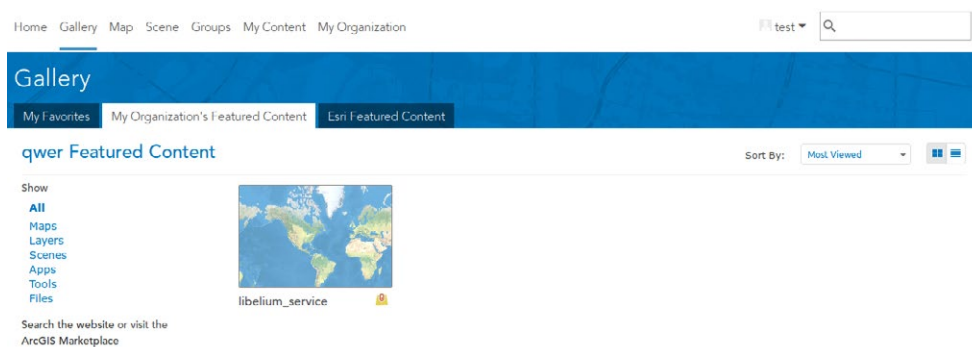 Home Gallery Map Scene Groups My Content My Organization test
Gallery
My Favorites My Organization's Featured Content Esri Featured Content
qwer Featured Content
Sort By: Most Viewed
Show
All
Maps
Layers
Scenes
Apps
Tools
Files
libelium_service
Search the website or visit the
ArcGIS Marketplace